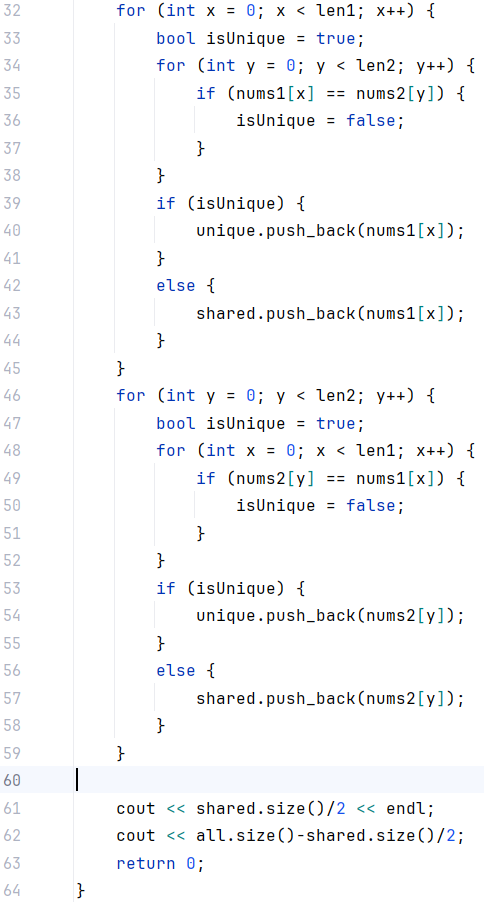 32 for (int x = 0; x < len1; x++) {
33 bool isUnique = true;
34 for (int y = 0; y < len2; y++) {
35 if (nums1[x] == nums2[y]) {
36 isUnique = false;
37 }
38 }
39 if (isUnique) {
40 unique.push_back(nums1[x]);
41 }
42 else {
43 shared.push_back(nums1[x]);
44 }
45 }
46 for (int y = 0; y < len2; y++) {
47 bool isUnique = true;
48 for (int x = 0; x < len1; x++) {
49 if (nums2[y] == nums1[x]) {
50 isUnique = false;
51 }
52 }
53 if (isUnique) {
54 unique.push_back(nums2[y]);
55 }
56 else {
57 shared.push_back(nums2[y]);
58 }
59 }
60
61 cout << shared.size()/2 << endl;
62 cout << all.size()-shared.size()/2;
63 return 0;
64 }